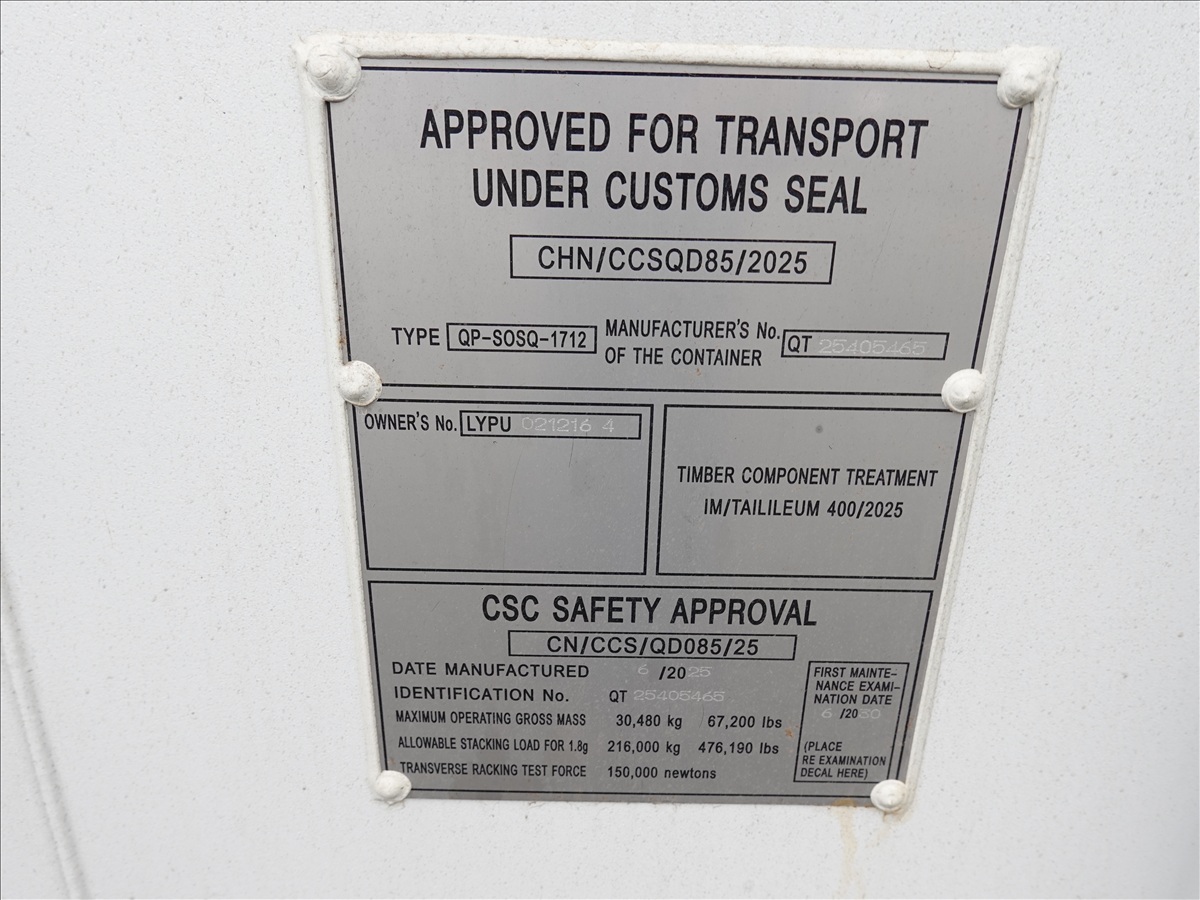 APPROVED FOR TRANSPORT
UNDER CUSTOMS SEAL
CHN/CCSQD85/2025
TYPE QP-SOSQ-1712 MANUFACTURER'S No. OF THE CONTAINER QT 25405465
OWNER'S No. LYPU 021216 4
TIMBER COMPONENT TREATMENT
IM/TAILILEUM 400/2025
CSC SAFETY APPROVAL
CN/CCS/QD085/25
DATE MANUFACTURED 6 /2025
IDENTIFICATION No. QT 25405465
MAXIMUM OPERATING GROSS MASS 30,480 kg 67,200 lbs
ALLOWABLE STACKING LOAD FOR 1.8g 216,000 kg 476,190 lbs
TRANSVERSE RACKING TEST FORCE 150,000 newtons
FIRST MAINTE-
NANCE EXAMI-
NATION DATE
6 /2030
(PLACE
RE EXAMINATION
DECAL HERE)